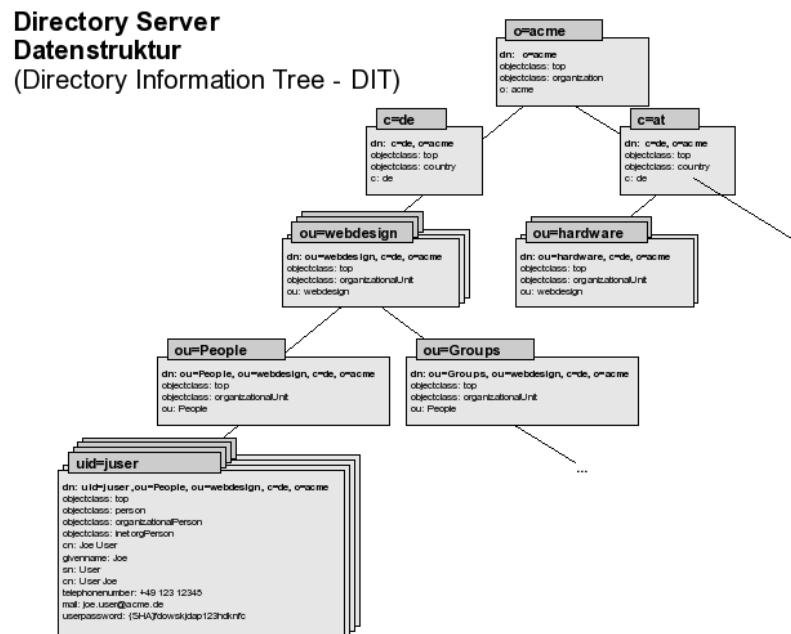 Directory Server
Datenstruktur
(Directory Information Tree - DIT)
o=acme
dn: o=acme
objectclass: top
objectclass: organization
o: acme
c=de
dn: c=de, o=acme
objectclass: top
objectclass: country
c: de
c=at
dn: c=de, o=acme
objectclass: top
objectclass: country
c: de
ou=webdesign
dn: ou=webdesign, c=de, o=acme
objectclass: top
objectclass: organizationalUnit
ou: webdesign
ou=hardware
dn: ou=hardware, c=de, o=acme
objectclass: top
objectclass: organizationalUnit
ou: webdesign
ou=People
dn: ou=People, ou=webdesign, c=de, o=acme
objectclass: top
objectclass: organizationalUnit
ou: People
ou=Groups
dn: ou=Groups, ou=webdesign, c=de, o=acme
objectclass: top
objectclass: organizationalUnit
ou: People
...
uid=juser
dn: uid=juser ,ou=People, ou=webdesign, c=de, o=acme
objectclass: top
objectclass: person
objectclass: organizationalPerson
objectclass: inetorgPerson
cn: Joe User
givenname: Joe
sn: User
cn: User Joe
telephonenumber: +49 123 12345
mail: joe.user@acme.de
userpassword: {SHA}fdowskjdap123hdknfc